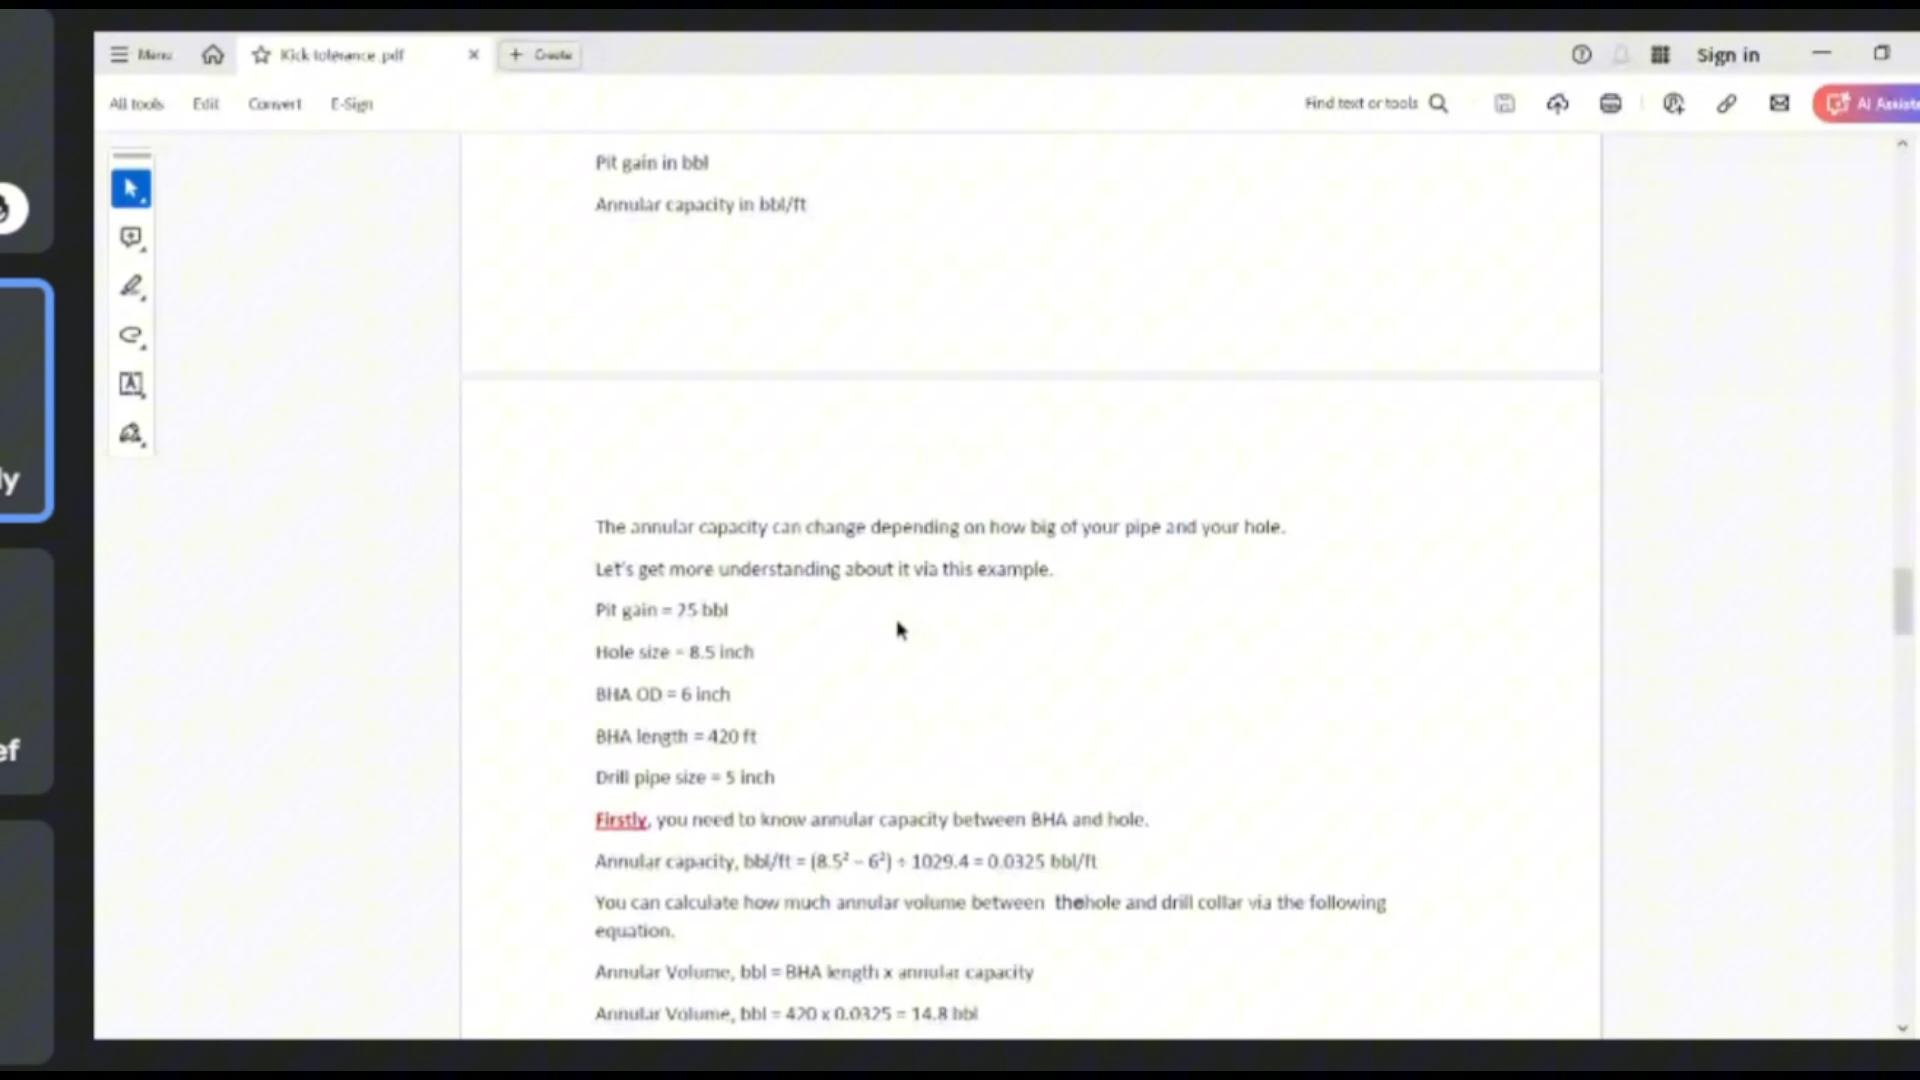 Menu
Kick tolerance .pdf
Create
Sign in
All tools
Edit
Convert
E-Sign
Find text or tools
AI Assist
Pit gain in bbl
Annular capacity in bbl/ft
ly
The annular capacity can change depending on how big of your pipe and your hole.
Let's get more understanding about it via this example.
Pit gain = 25 bbl
Hole size = 8.5 inch
BHA OD = 6 inch
BHA length = 420 ft
ef
Drill pipe size = 5 inch
Firstly, you need to know annular capacity between BHA and hole.
Annular capacity, bbl/ft = (8.5² – 6²) ÷ 1029.4 = 0.0325 bbl/ft
You can calculate how much annular volume between thehole and drill collar via the following
equation.
Annular Volume, bbl = BHA length x annular capacity
Annular Volume, bbl = 420 x 0.0325 = 14.8 bbl